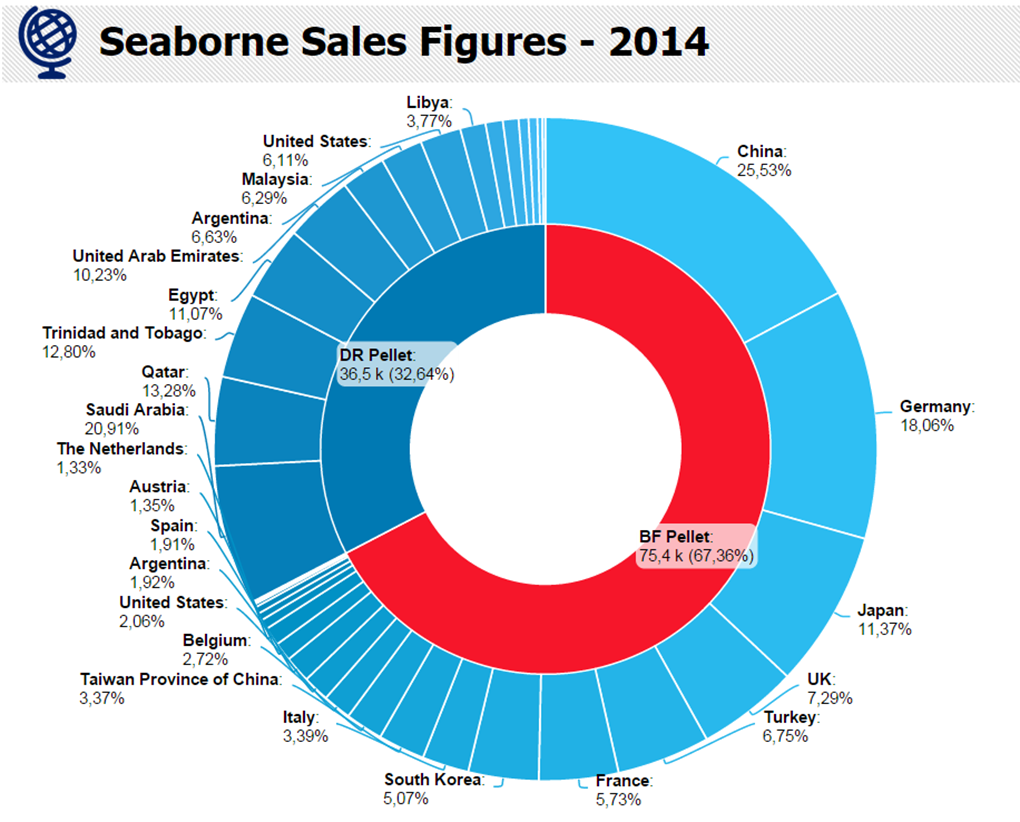 Seaborne Sales Figures - 2014
Libya:
3,77%
United States:
6,11%
Malaysia:
6,29%
Argentina:
6,63%
United Arab Emirates:
10,23%
Egypt:
11,07%
Trinidad and Tobago:
12,80%
Qatar:
13,28%
Saudi Arabia:
20,91%
The Netherlands:
1,33%
Austria:
1,35%
Spain:
1,91%
Argentina:
1,92%
United States:
2,06%
Belgium:
2,72%
Taiwan Province of China:
3,37%
Italy:
3,39%
South Korea:
5,07%
France:
5,73%
Turkey:
6,75%
UK:
7,29%
Japan:
11,37%
Germany:
18,06%
China:
25,53%
DR Pellet:
36,5 k (32,64%)
BF Pellet:
75,4 k (67,36%)